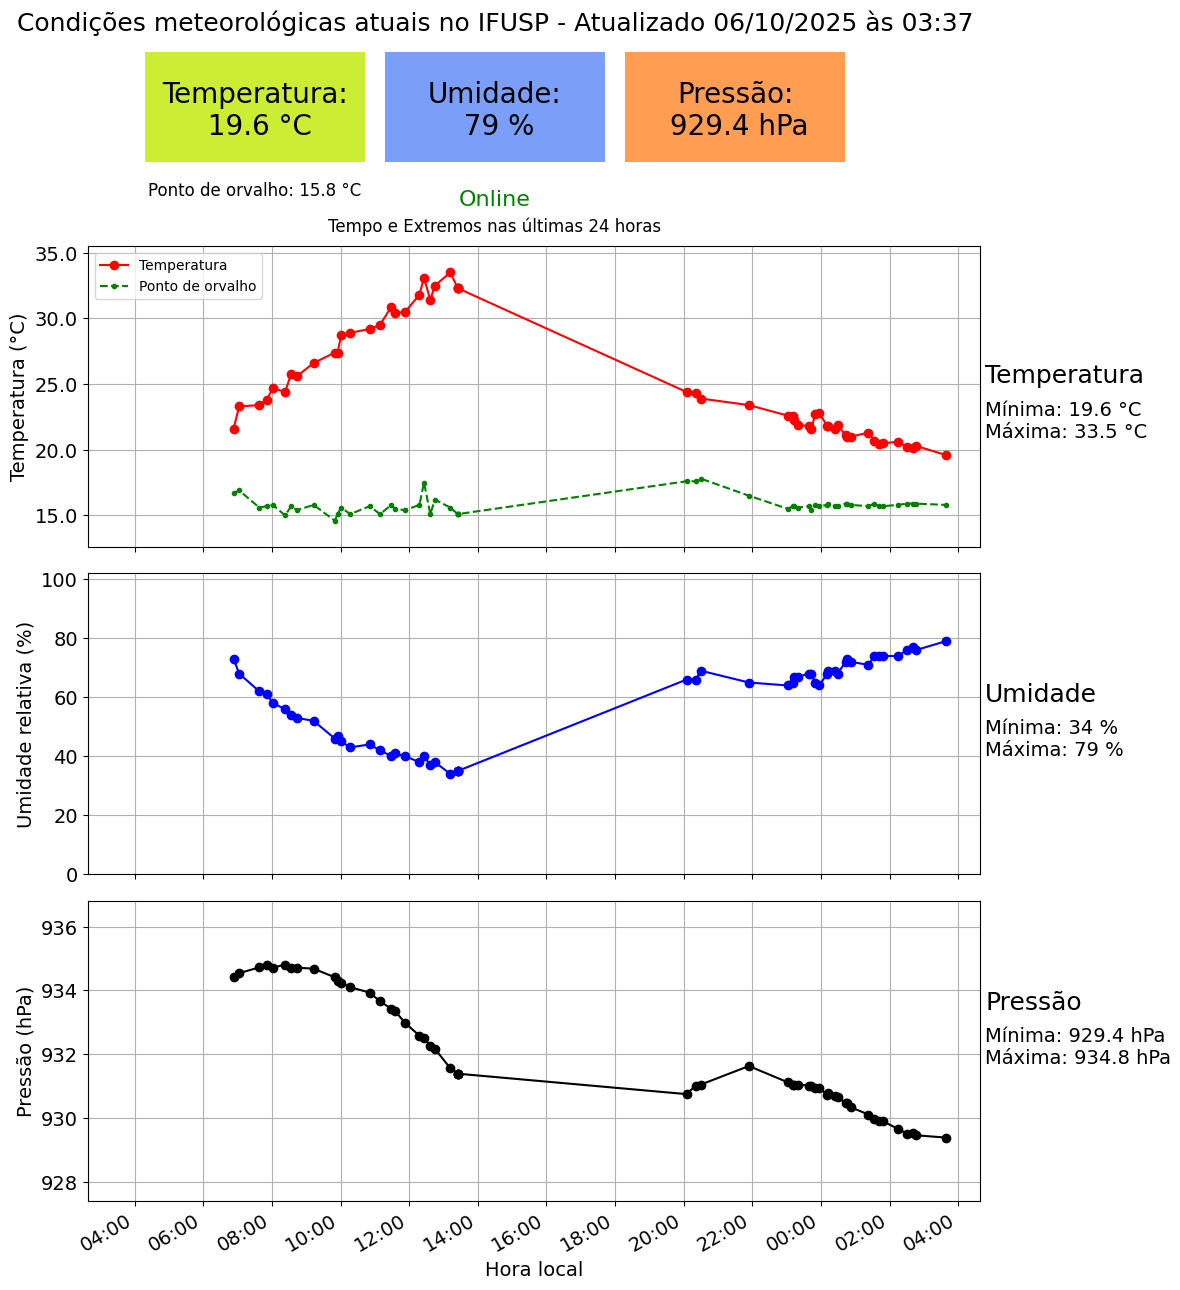 Condições meteorológicas atuais no IFUSP - Atualizado 06/10/2025 às 03:37
Temperatura:
19.6 °C
Umidade:
79 %
Pressão:
929.4 hPa
Ponto de orvalho: 15.8 °C
Online
Tempo e Extremos nas últimas 24 horas
Temperatura
Ponto de orvalho
Temperatura (°C)
35.0
30.0
25.0
20.0
15.0
Temperatura
Mínima: 19.6 °C
Máxima: 33.5 °C
Umidade relativa (%)
100
80
60
40
20
0
Umidade
Mínima: 34 %
Máxima: 79 %
Pressão (hPa)
936
934
932
930
928
Pressão
Mínima: 929.4 hPa
Máxima: 934.8 hPa
04:00
06:00
08:00
10:00
12:00
14:00
16:00
18:00
20:00
22:00
00:00
02:00
04:00
Hora local